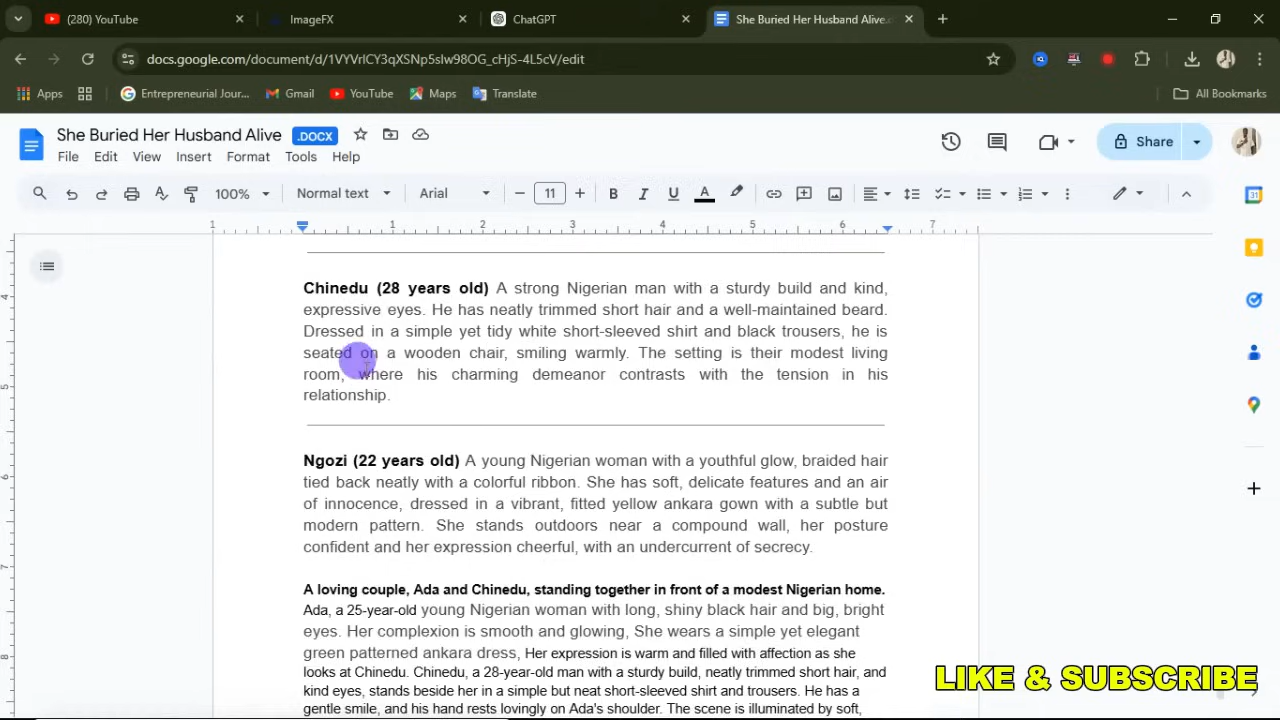 (280) YouTube
ImageFX
ChatGPT
She Buried Her Husband Alive.d
docs.google.com/document/d/1VYVrlCY3qXSNp5slw98OG_cHjS-4L5cV/edit
Apps
Entrepreneurial Jour...
Gmail
YouTube
Maps
Translate
All Bookmarks
She Buried Her Husband Alive .DOCX
Share
File Edit View Insert Format Tools Help
100% Normal text Arial 11 B I U A
1 1 2 3 4 5 6 7
4
5
6
7
8
Chinedu (28 years old) A strong Nigerian man with a sturdy build and kind,
expressive eyes. He has neatly trimmed short hair and a well-maintained beard.
Dressed in a simple yet tidy white short-sleeved shirt and black trousers, he is
seated on a wooden chair, smiling warmly. The setting is their modest living
room, where his charming demeanor contrasts with the tension in his
relationship.
Ngozi (22 years old) A young Nigerian woman with a youthful glow, braided hair
tied back neatly with a colorful ribbon. She has soft, delicate features and an air
of innocence, dressed in a vibrant, fitted yellow ankara gown with a subtle but
modern pattern. She stands outdoors near a compound wall, her posture
confident and her expression cheerful, with an undercurrent of secrecy.
A loving couple, Ada and Chinedu, standing together in front of a modest Nigerian home.
Ada, a 25-year-old young Nigerian woman with long, shiny black hair and big, bright
eyes. Her complexion is smooth and glowing, She wears a simple yet elegant
green patterned ankara dress, Her expression is warm and filled with affection as she
looks at Chinedu. Chinedu, a 28-year-old man with a sturdy build, neatly trimmed short hair, and
kind eyes, stands beside her in a simple but neat short-sleeved shirt and trousers. He has a
gentle smile, and his hand rests lovingly on Ada's shoulder. The scene is illuminated by soft,
LIKE & SUBSCRIBE